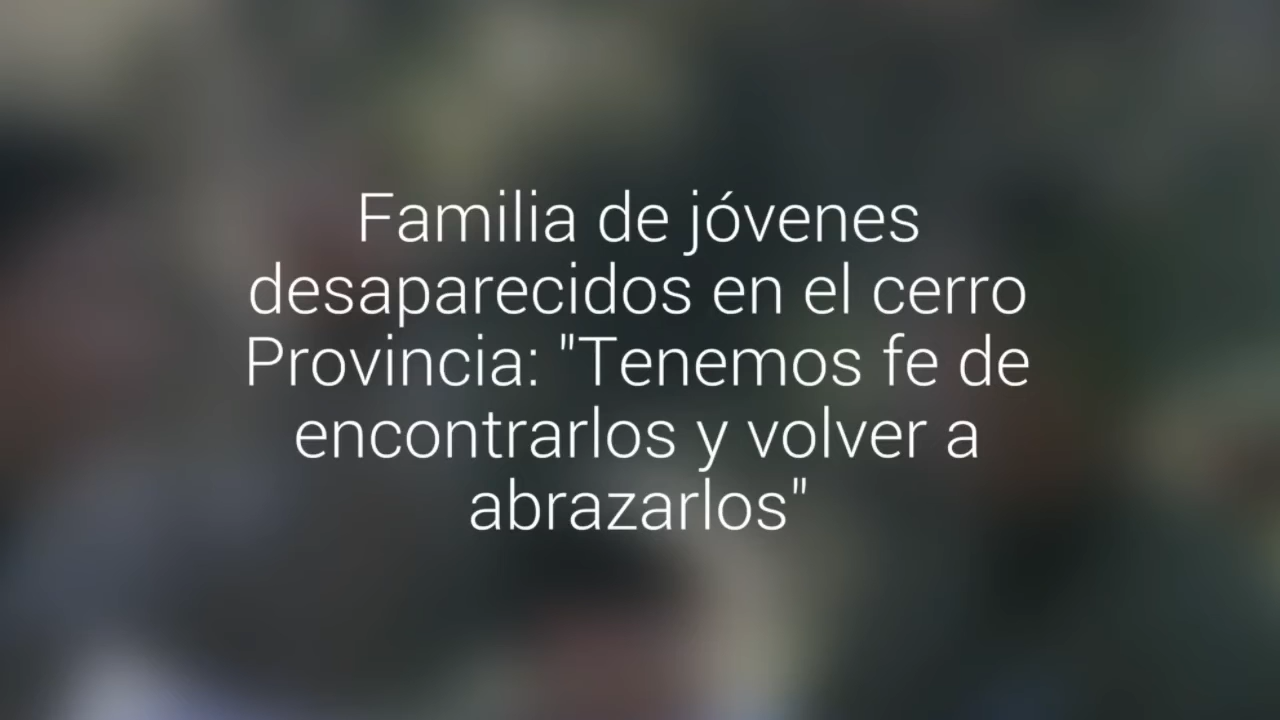 Familia de jóvenes
desaparecidos en el cerro
Provincia: "Tenemos fe de
encontrarlos y volver a
abrazarlos"